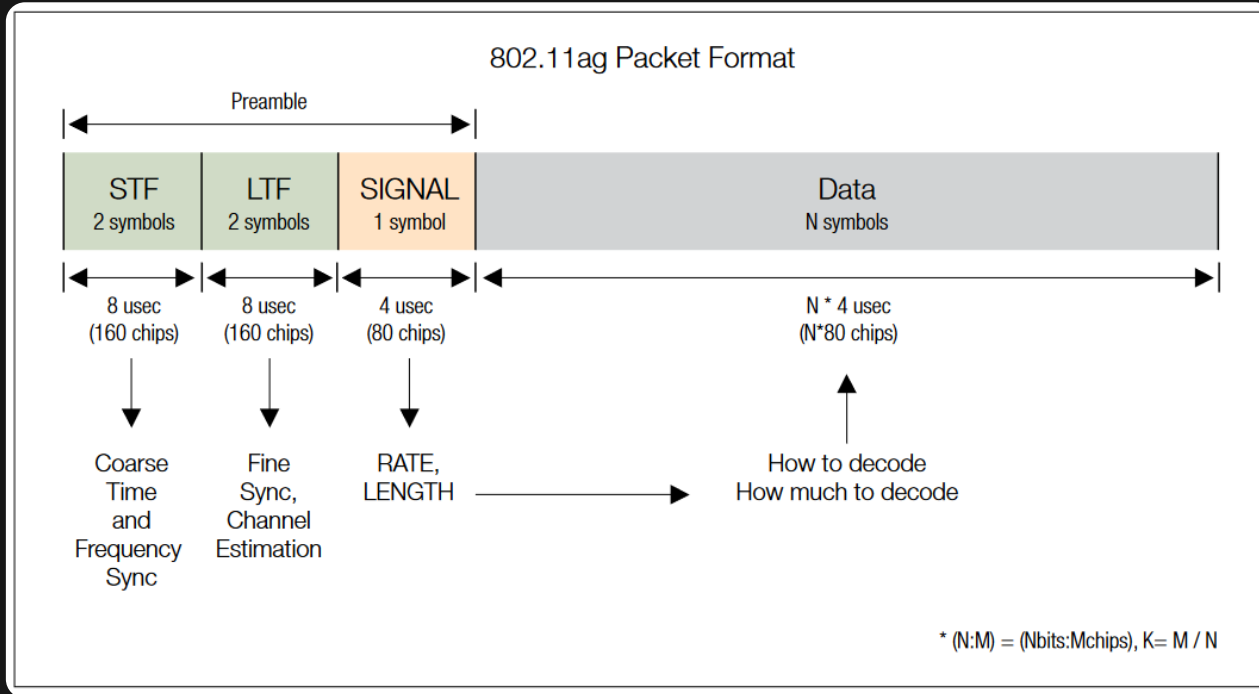 802.11ag Packet Format
Preamble
STF
2 symbols
LTF
2 symbols
SIGNAL
1 symbol
Data
N symbols
8 usec
(160 chips)
8 usec
(160 chips)
4 usec
(80 chips)
N * 4 usec
(N*80 chips)
Coarse
Time
and
Frequency
Sync
Fine
Sync,
Channel
Estimation
RATE,
LENGTH
How to decode
How much to decode
* (N:M) = (Nbits:Mchips), K= M / N